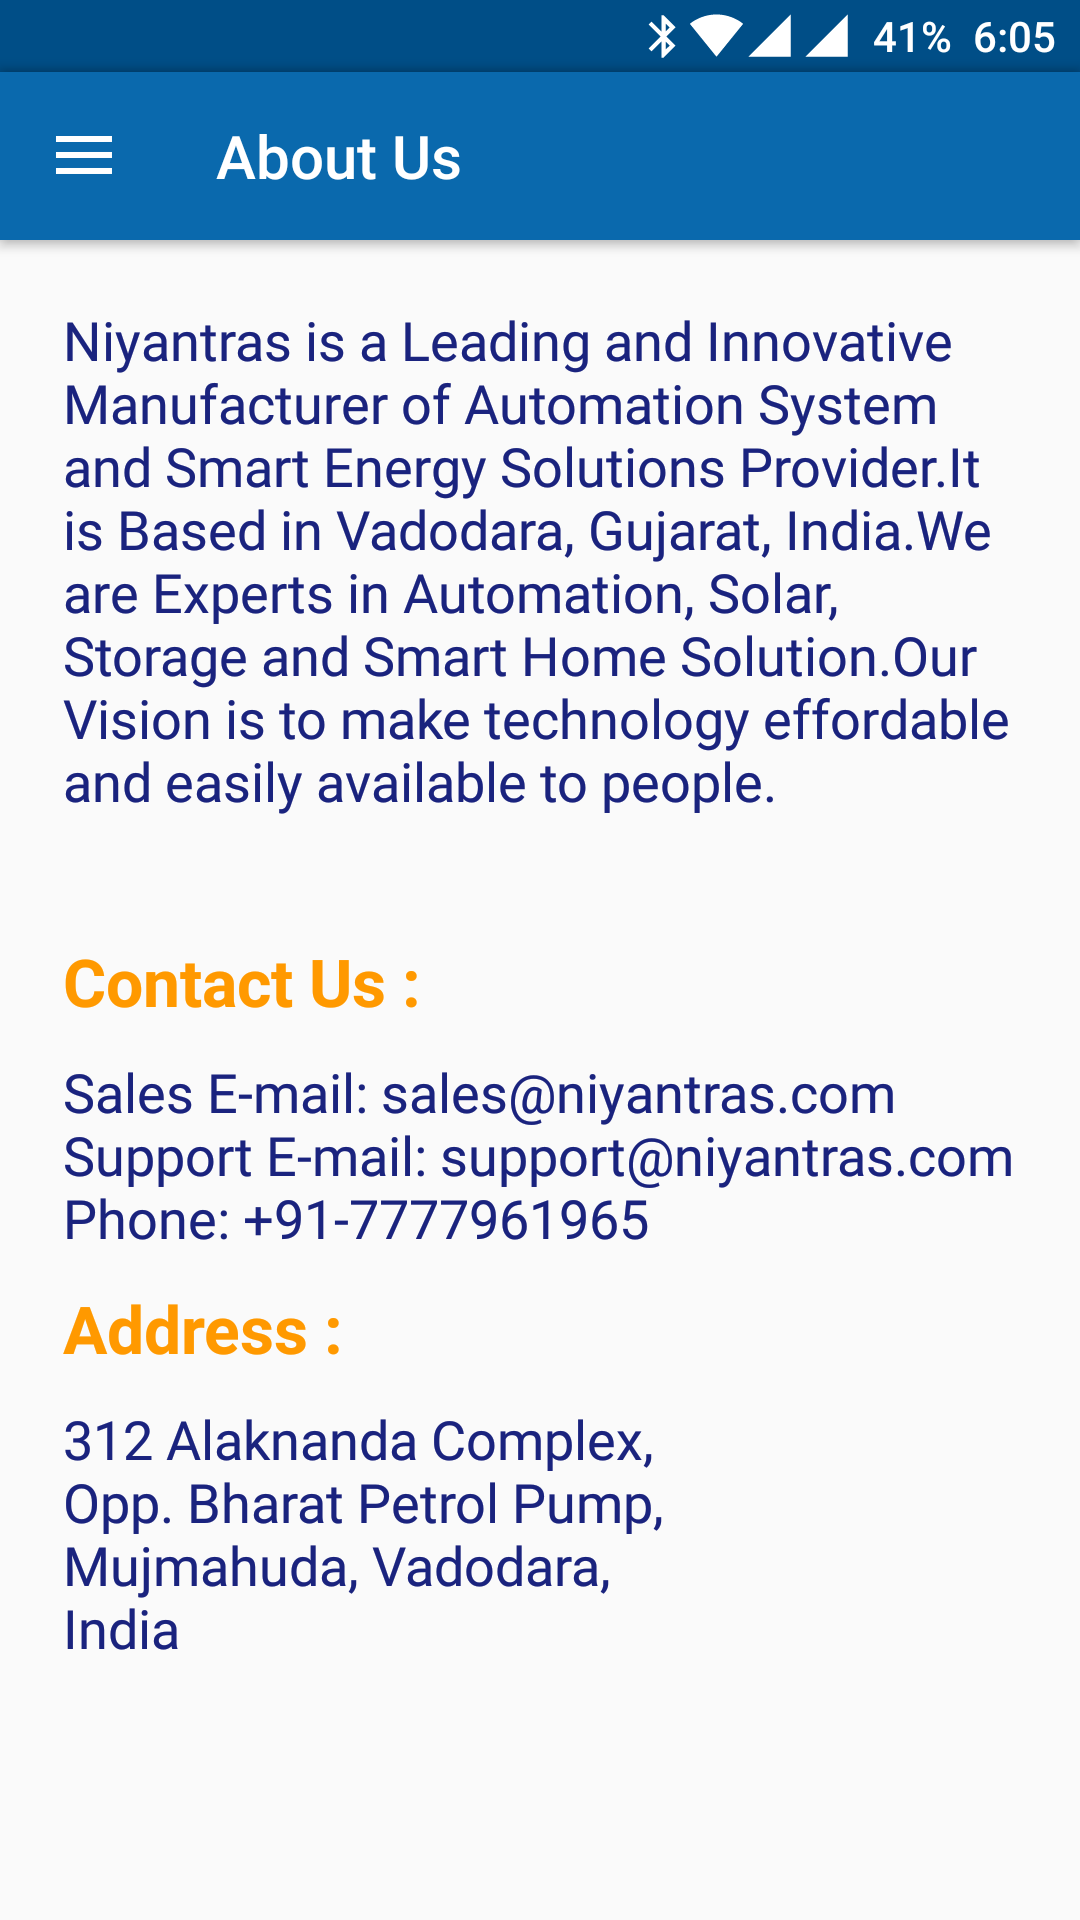 41% 6:05
About Us
Niyantras is a Leading and Innovative
Manufacturer of Automation System
and Smart Energy Solutions Provider.It
is Based in Vadodara, Gujarat, India.We
are Experts in Automation, Solar,
Storage and Smart Home Solution.Our
Vision is to make technology effordable
and easily available to people.
Contact Us :
Sales E-mail: sales@niyantras.com
Support E-mail: support@niyantras.com
Phone: +91-7777961965
Address :
312 Alaknanda Complex,
Opp. Bharat Petrol Pump,
Mujmahuda, Vadodara,
India